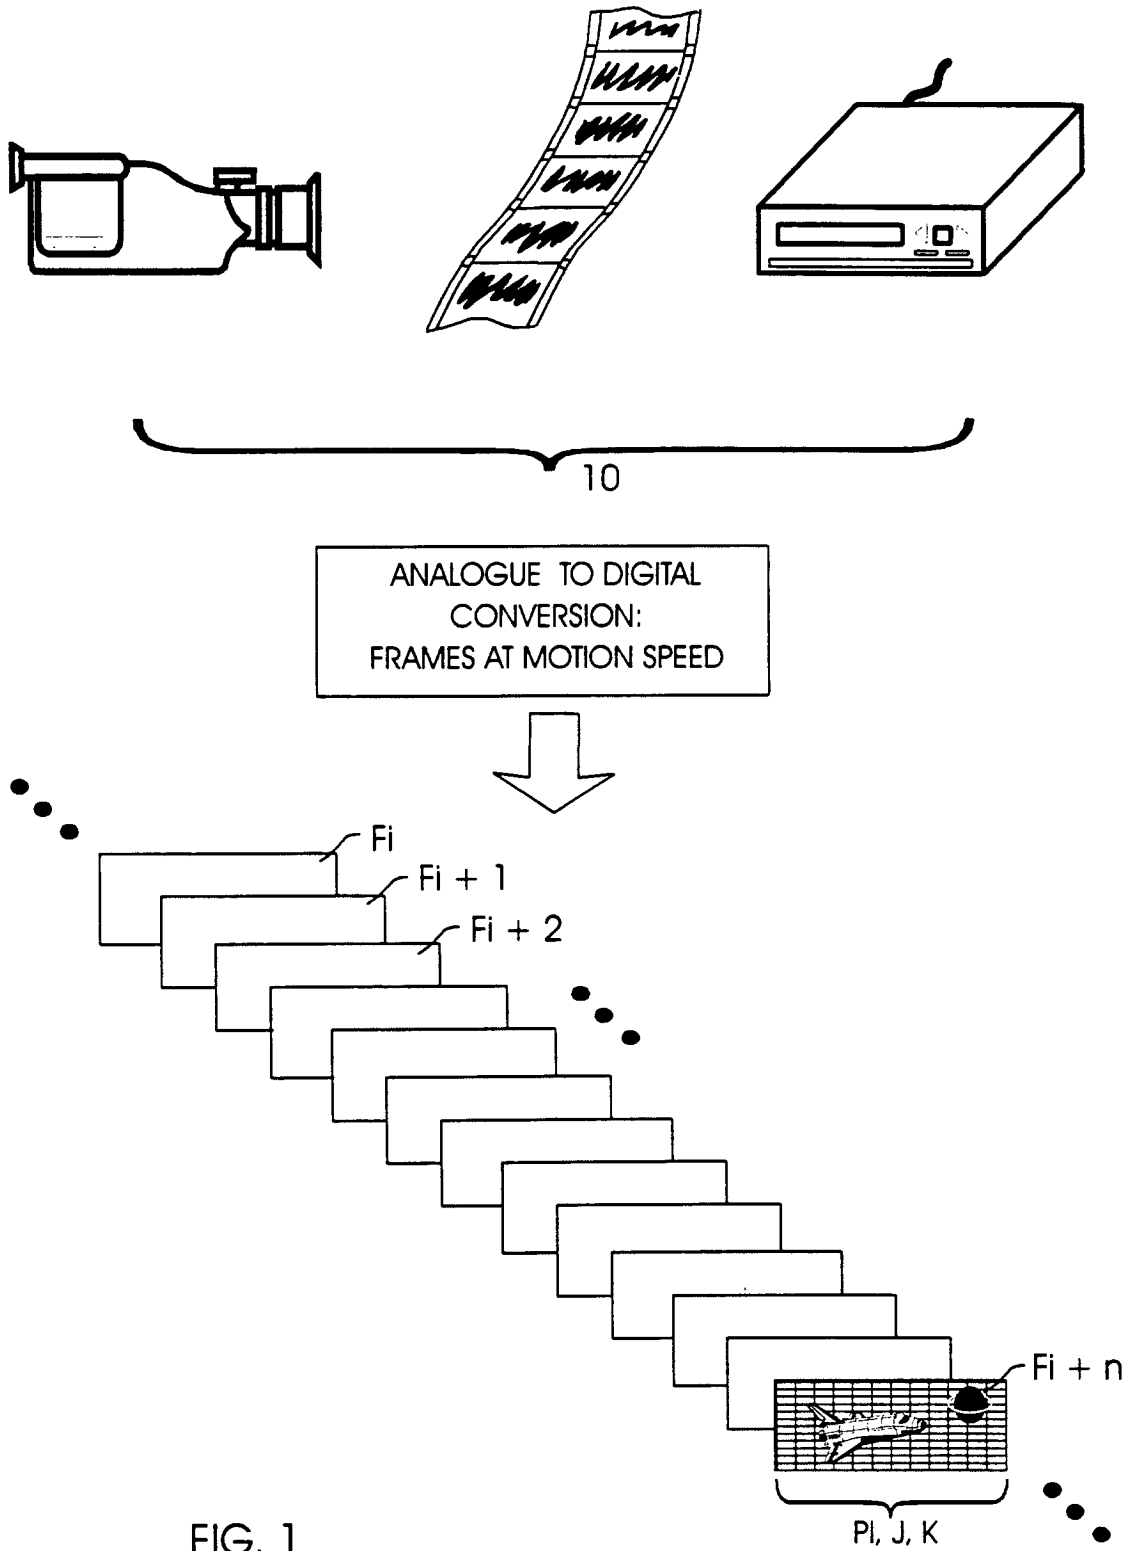 10
ANALOGUE TO DIGITAL
CONVERSION:
FRAMES AT MOTION SPEED
Fi
Fi + 1
Fi + 2
Fi + n
PI, J, K
FIG. 1